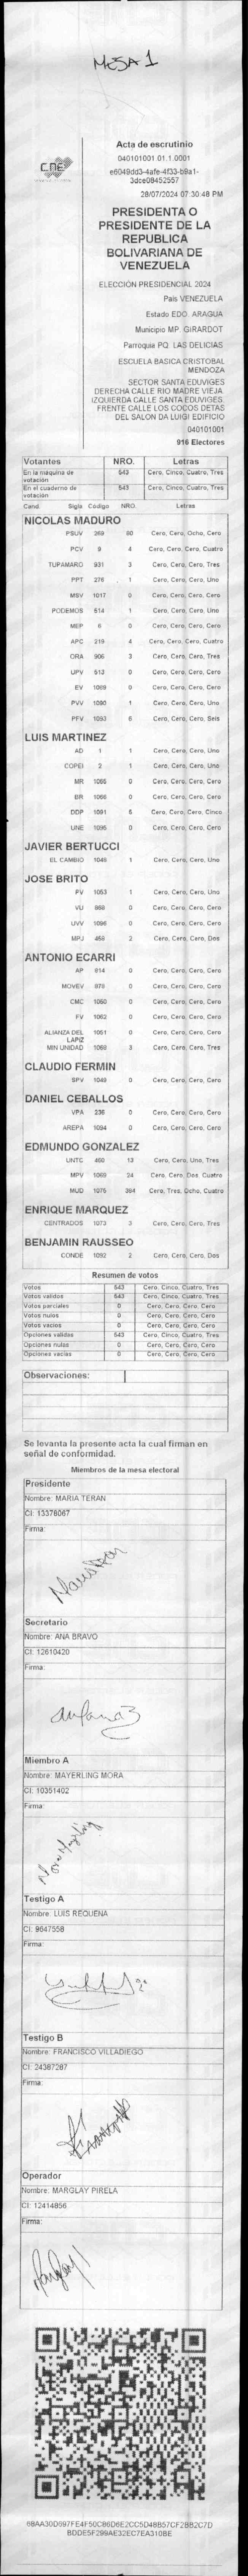 MESA 1
CNE
Acta de escrutinio
040101001.01.1.0001
e6049dd3-4afe-4f33-b9a1-
3dce08452557
28/07/2024 07:30:48 PM
PRESIDENTA O
PRESIDENTE DE LA
REPUBLICA
BOLIVARIANA DE
VENEZUELA
ELECCIÓN PRESIDENCIAL 2024
País VENEZUELA
Estado EDO. ARAGUA
Municipio MP. GIRARDOT
Parroquia PQ. LAS DELICIAS
ESCUELA BASICA CRISTOBAL
MENDOZA
SECTOR SANTA EDUVIGES
DERECHA CALLE RIO MADRE VIEJA.
IZQUIERDA CALLE SANTA EDUVIGES.
FRENTE CALLE LOS COCOS DETAS
DEL SALON DA LUIGI EDIFICIO
040101001
916 Electores
Votantes NRO. Letras
En la maquina de votación 543 Cero, Cinco, Cuatro, Tres
En el cuaderno de votación 543 Cero, Cinco, Cuatro, Tres
Cand. Sigla Codigo NRO. Letras
NICOLAS MADURO
PSUV 269 80 Cero, Cero, Ocho, Cero
PCV 9 4 Cero, Cero, Cero, Cuatro
TUPAMARO 931 3 Cero, Cero, Cero, Tres
PPT 276 1 Cero, Cero, Cero, Uno
MSV 1017 0 Cero, Cero, Cero, Cero
PODEMOS 514 1 Cero, Cero, Cero, Uno
MEP 6 0 Cero, Cero, Cero, Cero
APC 219 4 Cero, Cero, Cero, Cuatro
ORA 906 3 Cero, Cero, Cero, Tres
UPV 513 0 Cero, Cero, Cero, Cero
EV 1069 0 Cero, Cero, Cero, Cero
PVV 1090 1 Cero, Cero, Cero, Uno
PFV 1093 6 Cero, Cero, Cero, Seis
LUIS MARTINEZ
AD 1 1 Cero, Cero, Cero, Uno
COPEI 2 1 Cero, Cero, Cero, Uno
MR 1065 0 Cero, Cero, Cero, Cero
BR 1066 0 Cero, Cero, Cero, Cero
DDP 1091 5 Cero, Cero, Cero, Cinco
UNE 1095 0 Cero, Cero, Cero, Cero
JAVIER BERTUCCI
EL CAMBIO 1048 1 Cero, Cero, Cero, Uno
JOSE BRITO
PV 1053 1 Cero, Cero, Cero, Uno
VU 868 0 Cero, Cero, Cero, Cero
UVV 1096 0 Cero, Cero, Cero, Cero
MPJ 458 2 Cero, Cero, Cero, Dos
ANTONIO ECARRI
AP 814 0 Cero, Cero, Cero, Cero
MOVEV 878 0 Cero, Cero, Cero, Cero
CMC 1050 0 Cero, Cero, Cero, Cero
FV 1062 0 Cero, Cero, Cero, Cero
ALIANZA DEL LAPIZ 1051 0 Cero, Cero, Cero, Cero
MIN UNIDAD 1068 3 Cero, Cero, Cero, Tres
CLAUDIO FERMIN
SPV 1049 0 Cero, Cero, Cero, Cero
DANIEL CEBALLOS
VPA 236 0 Cero, Cero, Cero, Cero
AREPA 1094 0 Cero, Cero, Cero, Cero
EDMUNDO GONZALEZ
UNTC 460 13 Cero, Cero, Uno, Tres
MPV 1069 24 Cero, Cero, Dos, Cuatro
MUD 1075 384 Cero, Tres, Ocho, Cuatro
ENRIQUE MARQUEZ
CENTRADOS 1073 3 Cero, Cero, Cero, Tres
BENJAMIN RAUSSEO
CONDE 1092 2 Cero, Cero, Cero, Dos
Resumen de votos
Votos 543 Cero, Cinco, Cuatro, Tres
Votos validos 543 Cero, Cinco, Cuatro, Tres
Votos parciales 0 Cero, Cero, Cero, Cero
Votos nulos 0 Cero, Cero, Cero, Cero
Votos vacios 0 Cero, Cero, Cero, Cero
Opciones validas 543 Cero, Cinco, Cuatro, Tres
Opciones nulas 0 Cero, Cero, Cero, Cero
Opciones vacias 0 Cero, Cero, Cero, Cero
Observaciones:
Se levanta la presente acta la cual firman en
señal de conformidad.
Miembros de la mesa electoral
Presidente
Nombre: MARIA TERAN
CI: 13378067
Firma:
Secretario
Nombre: ANA BRAVO
CI: 12610420
Firma:
Miembro A
Nombre: MAYERLING MORA
CI: 10351402
Firma:
Mora Mayerling
Testigo A
Nombre: LUIS REQUENA
CI: 9647558
Firma:
Testigo B
Nombre: FRANCISCO VILLADIEGO
CI: 24387287
Firma:
Operador
Nombre: MARGLAY PIRELA
CI: 12414856
Firma:
68AA30D697FE4F50C86D6E2CC5D48B57CF2B82C7D
BDDE5F299AE32EC7EA310BE